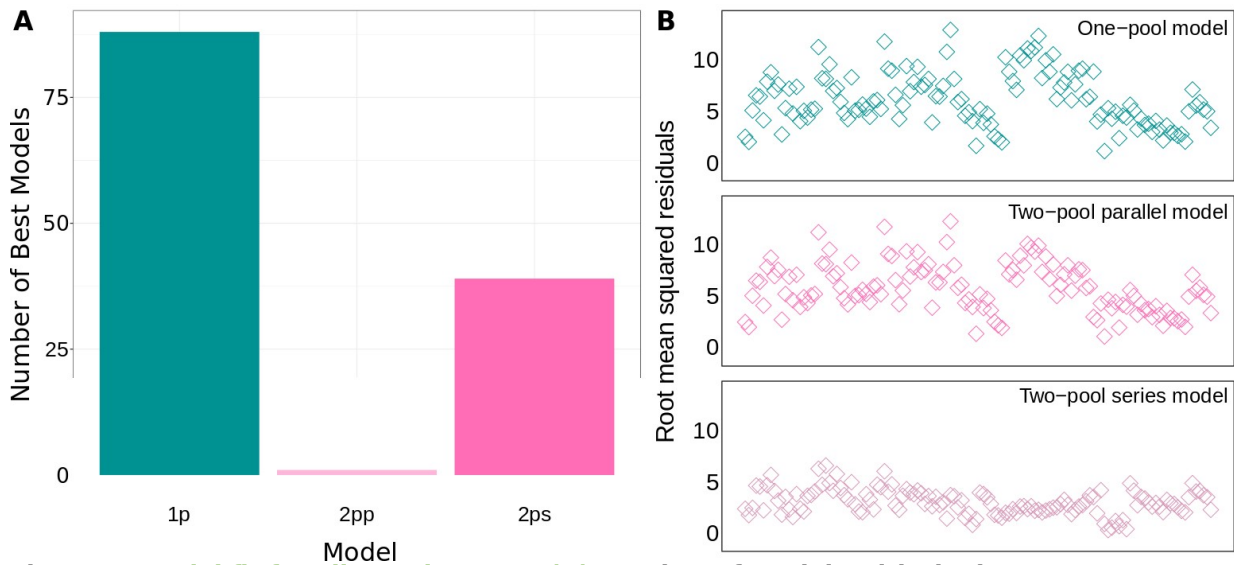 A
Number of Best Models
75
50
25
0
1p
2pp
2ps
Model
B
Root mean squared residuals
One−pool model
10
5
0
Two−pool parallel model
10
5
0
Two−pool series model
10
5
0